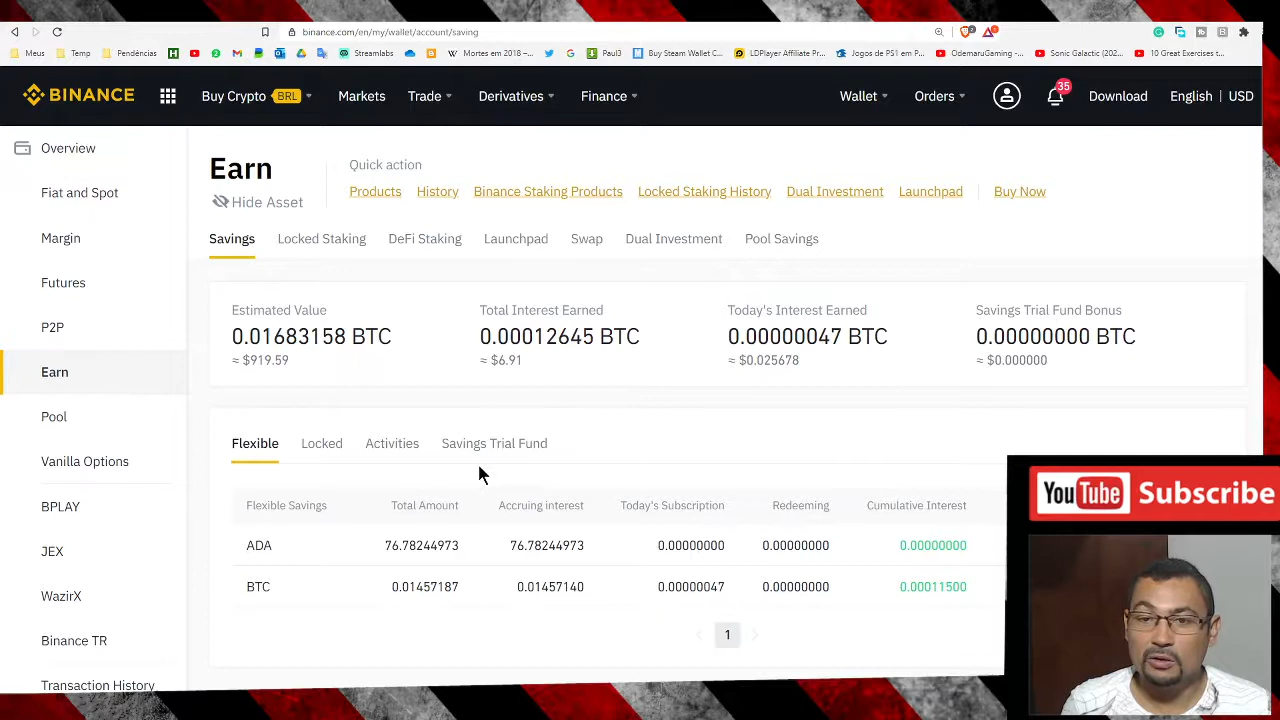 binance.com/en/my/wallet/account/saving
Meus Temp Pendências Streamlabs Mortes em 2018 -... Paul3 Buy Steam Wallet C... LDPlayer Affiliate Pr... Jogos de PS1 em P... OdemaruGaming -... Sonic Galactic (202... 10 Great Exercises t...
BINANCE Buy Crypto BRL Markets Trade Derivatives Finance Wallet Orders 35 Download English | USD
Overview
Fiat and Spot
Margin
Futures
P2P
Earn
Pool
Vanilla Options
BPLAY
JEX
WazirX
Binance TR
Transaction History
Earn
Hide Asset
Quick action
Products History Binance Staking Products Locked Staking History Dual Investment Launchpad Buy Now
Savings Locked Staking DeFi Staking Launchpad Swap Dual Investment Pool Savings
Estimated Value Total Interest Earned Today's Interest Earned Savings Trial Fund Bonus
0.01683158 BTC 0.00012645 BTC 0.00000047 BTC 0.00000000 BTC
≈ $919.59 ≈ $6.91 ≈ $0.025678 ≈ $0.000000
Flexible Locked Activities Savings Trial Fund
Flexible Savings Total Amount Accruing interest Today's Subscription Redeeming Cumulative Interest
ADA 76.78244973 76.78244973 0.00000000 0.00000000 0.00000000
BTC 0.01457187 0.01457140 0.00000047 0.00000000 0.00011500
1
YouTube Subscribe